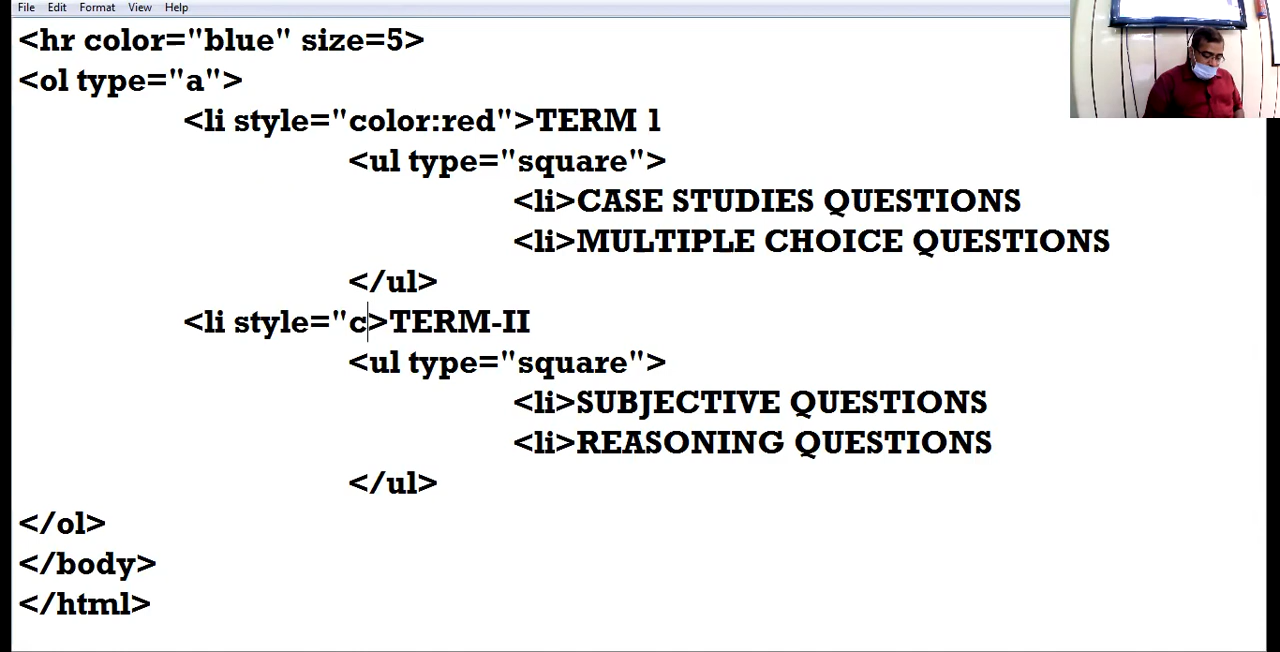 File Edit Format View Help
<hr color="blue" size=5>
<ol type="a">
<li style="color:red">TERM 1
<ul type="square">
<li>CASE STUDIES QUESTIONS
<li>MULTIPLE CHOICE QUESTIONS
</ul>
<li style="c>TERM-II
<ul type="square">
<li>SUBJECTIVE QUESTIONS
<li>REASONING QUESTIONS
</ul>
</ol>
</body>
</html>